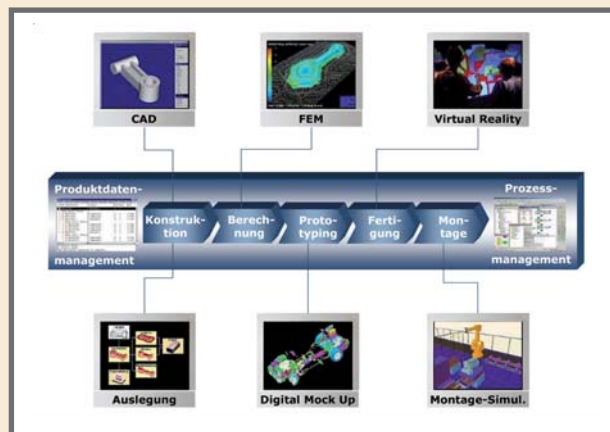 CAD
FEM
Virtual Reality
Produktdaten-
management
Konstruk-
tion
Berech-
nung
Proto-
typing
Ferti-
gung
Mon-
tage
Prozess-
management
Auslegung
Digital Mock Up
Montage-Simul.